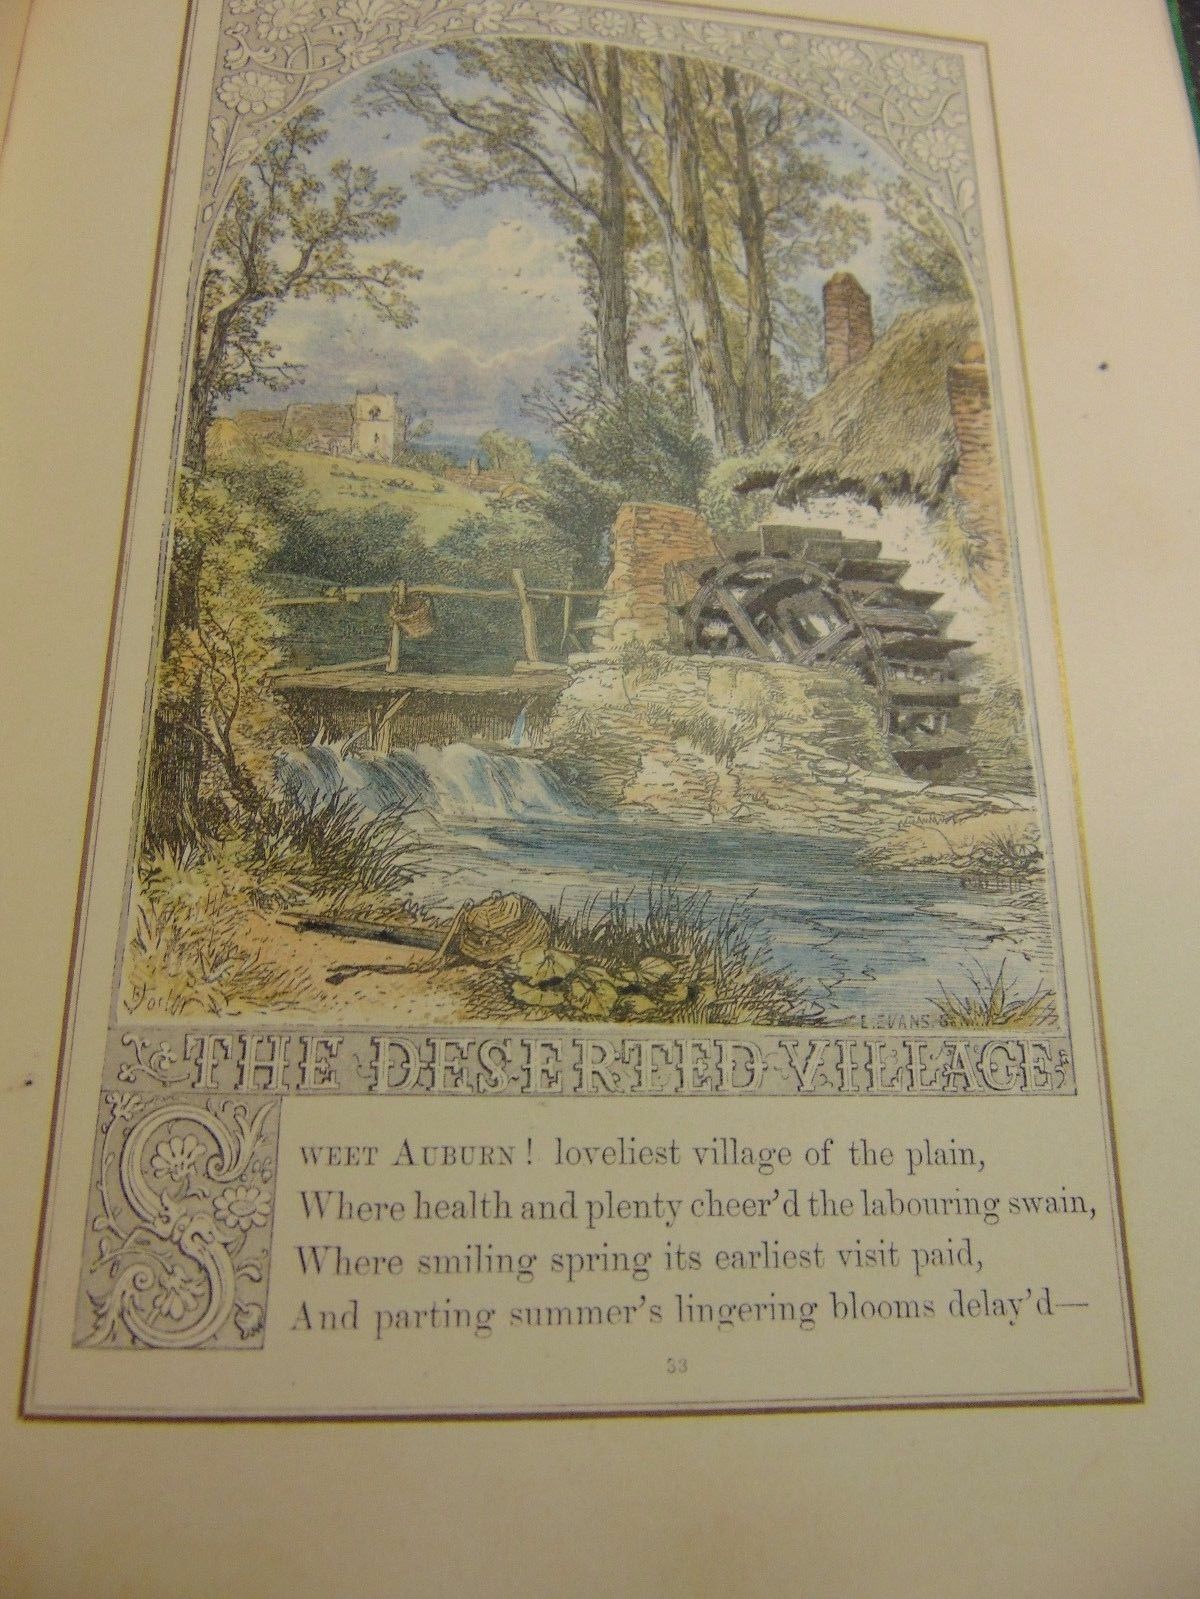 E. EVANS. Sc
THE DESERTED VILLAGE
SWEET AUBURN! loveliest village of the plain,
Where health and plenty cheer'd the labouring swain,
Where smiling spring its earliest visit paid,
And parting summer's lingering blooms delay'd—
33